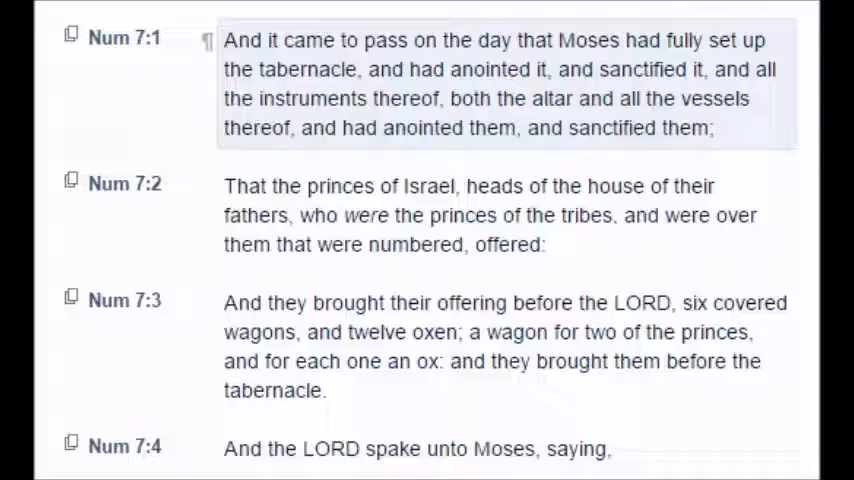 Num 7:1 ¶ And it came to pass on the day that Moses had fully set up
the tabernacle, and had anointed it, and sanctified it, and all
the instruments thereof, both the altar and all the vessels
thereof, and had anointed them, and sanctified them;
Num 7:2 That the princes of Israel, heads of the house of their
fathers, who were the princes of the tribes, and were over
them that were numbered, offered:
Num 7:3 And they brought their offering before the LORD, six covered
wagons, and twelve oxen; a wagon for two of the princes,
and for each one an ox: and they brought them before the
tabernacle.
Num 7:4 And the LORD spake unto Moses, saying,